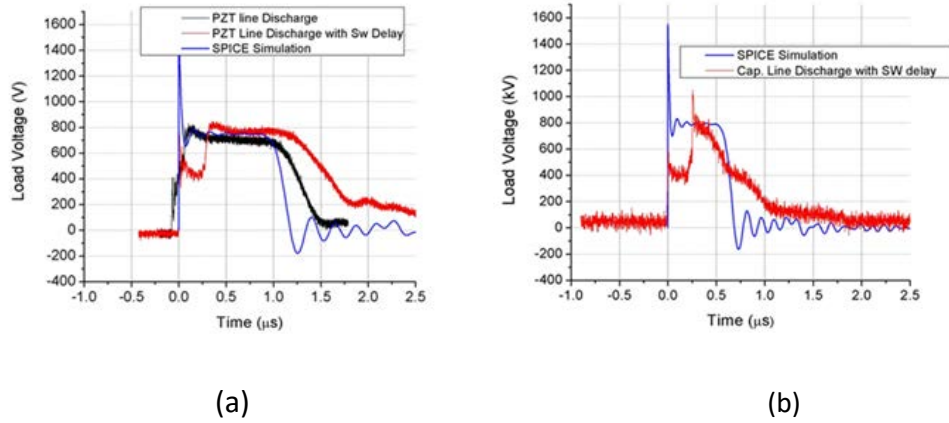 PZT line Discharge
PZT Line Discharge with Sw Delay
SPICE Simulation
1800
1600
1400
1200
1000
800
600
400
200
0
-200
-400
Load Voltage (V)
-1.0 -0.5 0.0 0.5 1.0 1.5 2.0 2.5
Time (μs)
(a)
SPICE Simulation
Cap. Line Discharge with SW delay
1600
1400
1200
1000
800
600
400
200
0
-200
-400
Load Voltage (kV)
-1.0 -0.5 0.0 0.5 1.0 1.5 2.0 2.5
Time (μs)
(b)